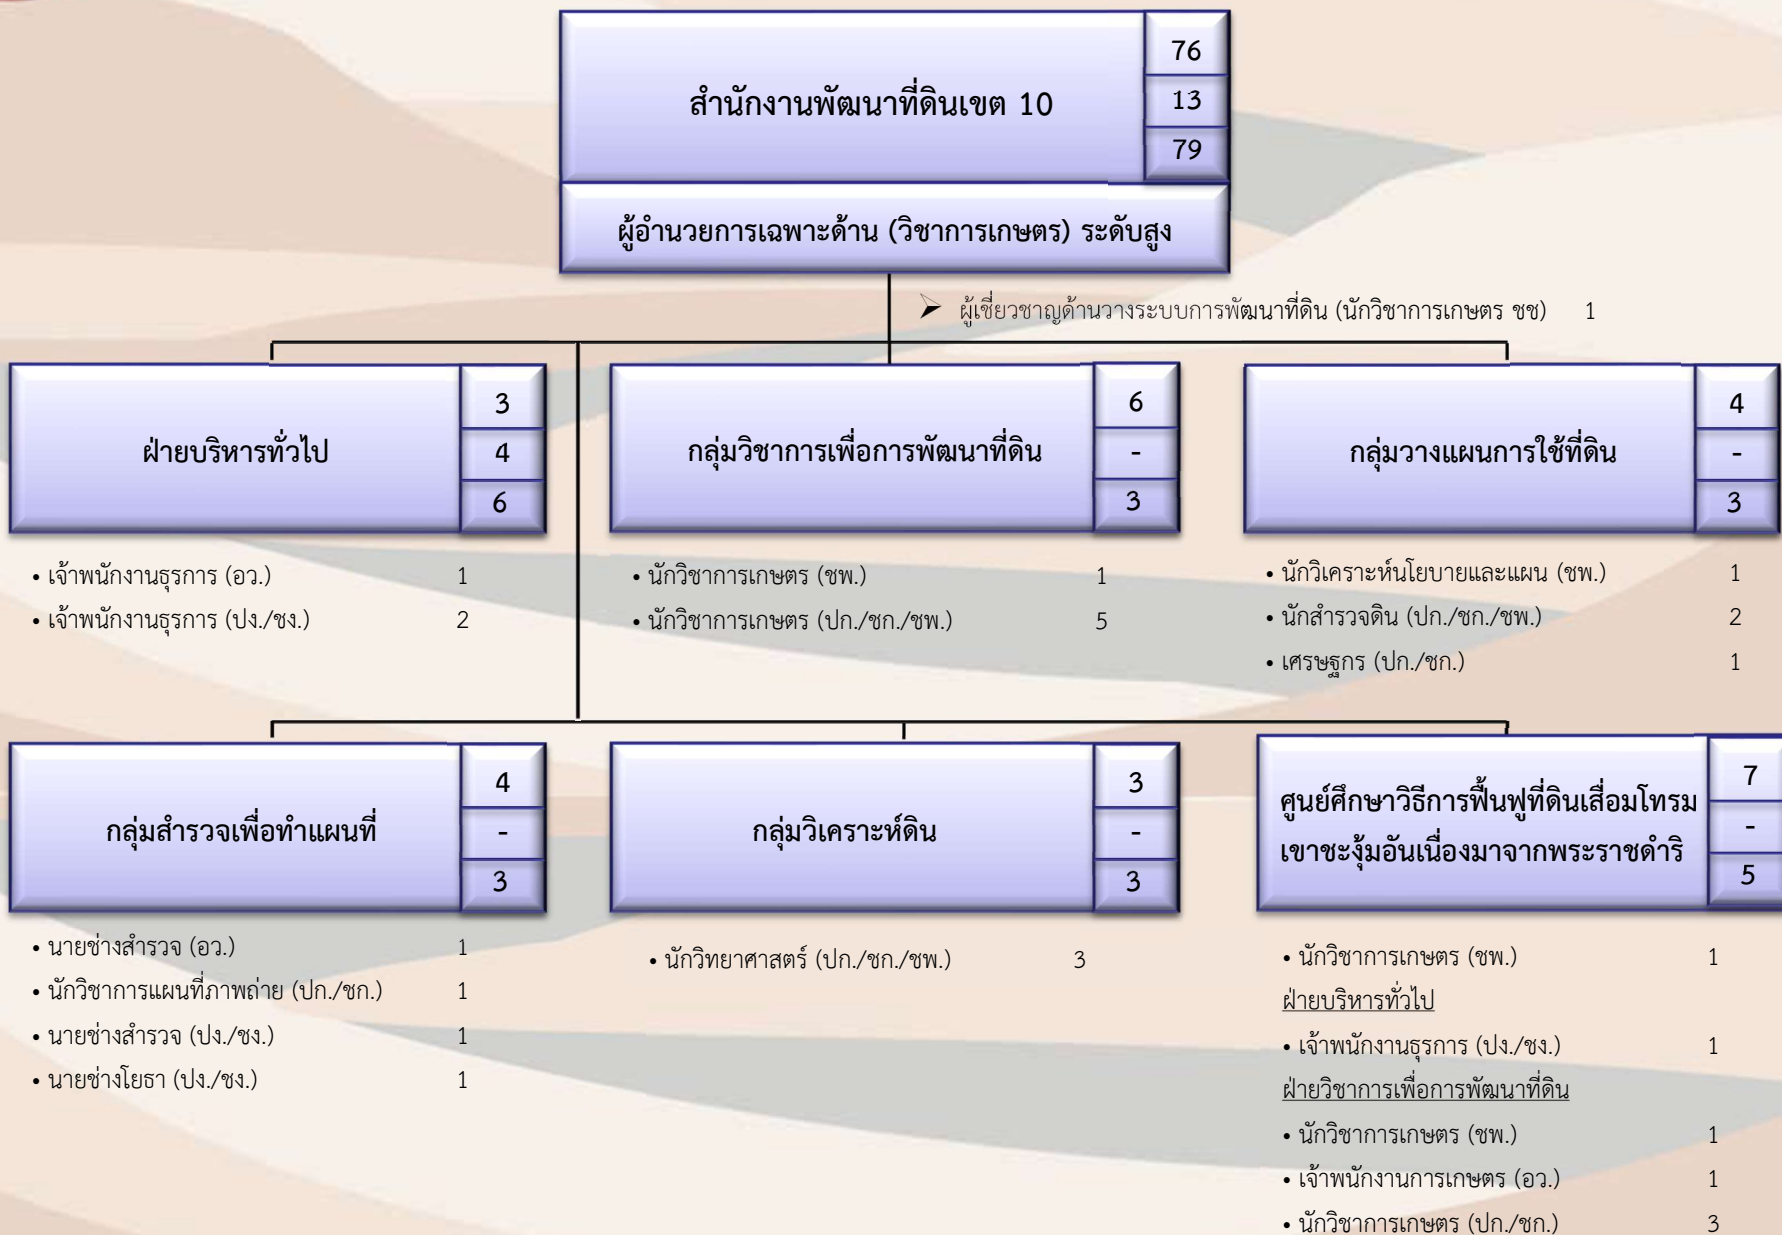 สำนักงานพัฒนาที่ดินเขต 10
76
13
79
ผู้อำนวยการเฉพาะด้าน (วิชาการเกษตร) ระดับสูง
➢ ผู้เชี่ยวชาญด้านวางระบบการพัฒนาที่ดิน (นักวิชาการเกษตร ชช) 1
ฝ่ายบริหารทั่วไป
3
4
6
• เจ้าพนักงานธุรการ (อว.) 1
• เจ้าพนักงานธุรการ (ปง./ชง.) 2
กลุ่มวิชาการเพื่อการพัฒนาที่ดิน
6
-
3
• นักวิชาการเกษตร (ชพ.) 1
• นักวิชาการเกษตร (ปก./ชก./ชพ.) 5
กลุ่มวางแผนการใช้ที่ดิน
4
-
3
• นักวิเคราะห์นโยบายและแผน (ชพ.) 1
• นักสำรวจดิน (ปก./ชก./ชพ.) 2
• เศรษฐกร (ปก./ชก.) 1
กลุ่มสำรวจเพื่อทำแผนที่
4
-
3
• นายช่างสำรวจ (อว.) 1
• นักวิชาการแผนที่ภาพถ่าย (ปก./ชก.) 1
• นายช่างสำรวจ (ปง./ชง.) 1
• นายช่างโยธา (ปง./ชง.) 1
กลุ่มวิเคราะห์ดิน
3
-
3
• นักวิทยาศาสตร์ (ปก./ชก./ชพ.) 3
ศูนย์ศึกษาวิธีการฟื้นฟูที่ดินเสื่อมโทรม
เขาชะงุ้มอันเนื่องมาจากพระราชดำริ
7
-
5
• นักวิชาการเกษตร (ชพ.) 1
ฝ่ายบริหารทั่วไป
• เจ้าพนักงานธุรการ (ปง./ชง.) 1
ฝ่ายวิชาการเพื่อการพัฒนาที่ดิน
• นักวิชาการเกษตร (ชพ.) 1
• เจ้าพนักงานการเกษตร (อว.) 1
• นักวิชาการเกษตร (ปก./ชก.) 3